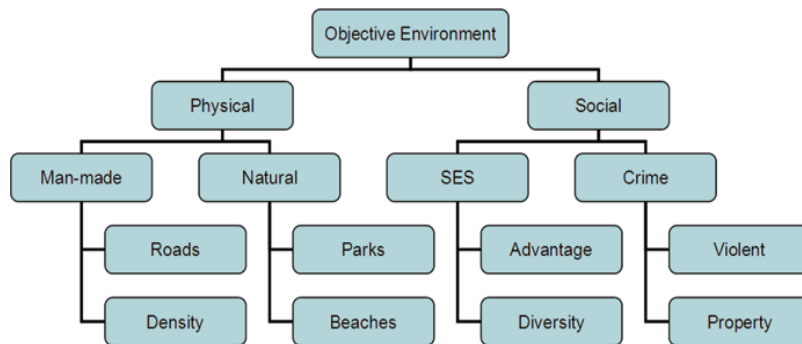 Objective Environment
Physical
Social
Man-made
Natural
SES
Crime
Roads
Parks
Advantage
Violent
Density
Beaches
Diversity
Property